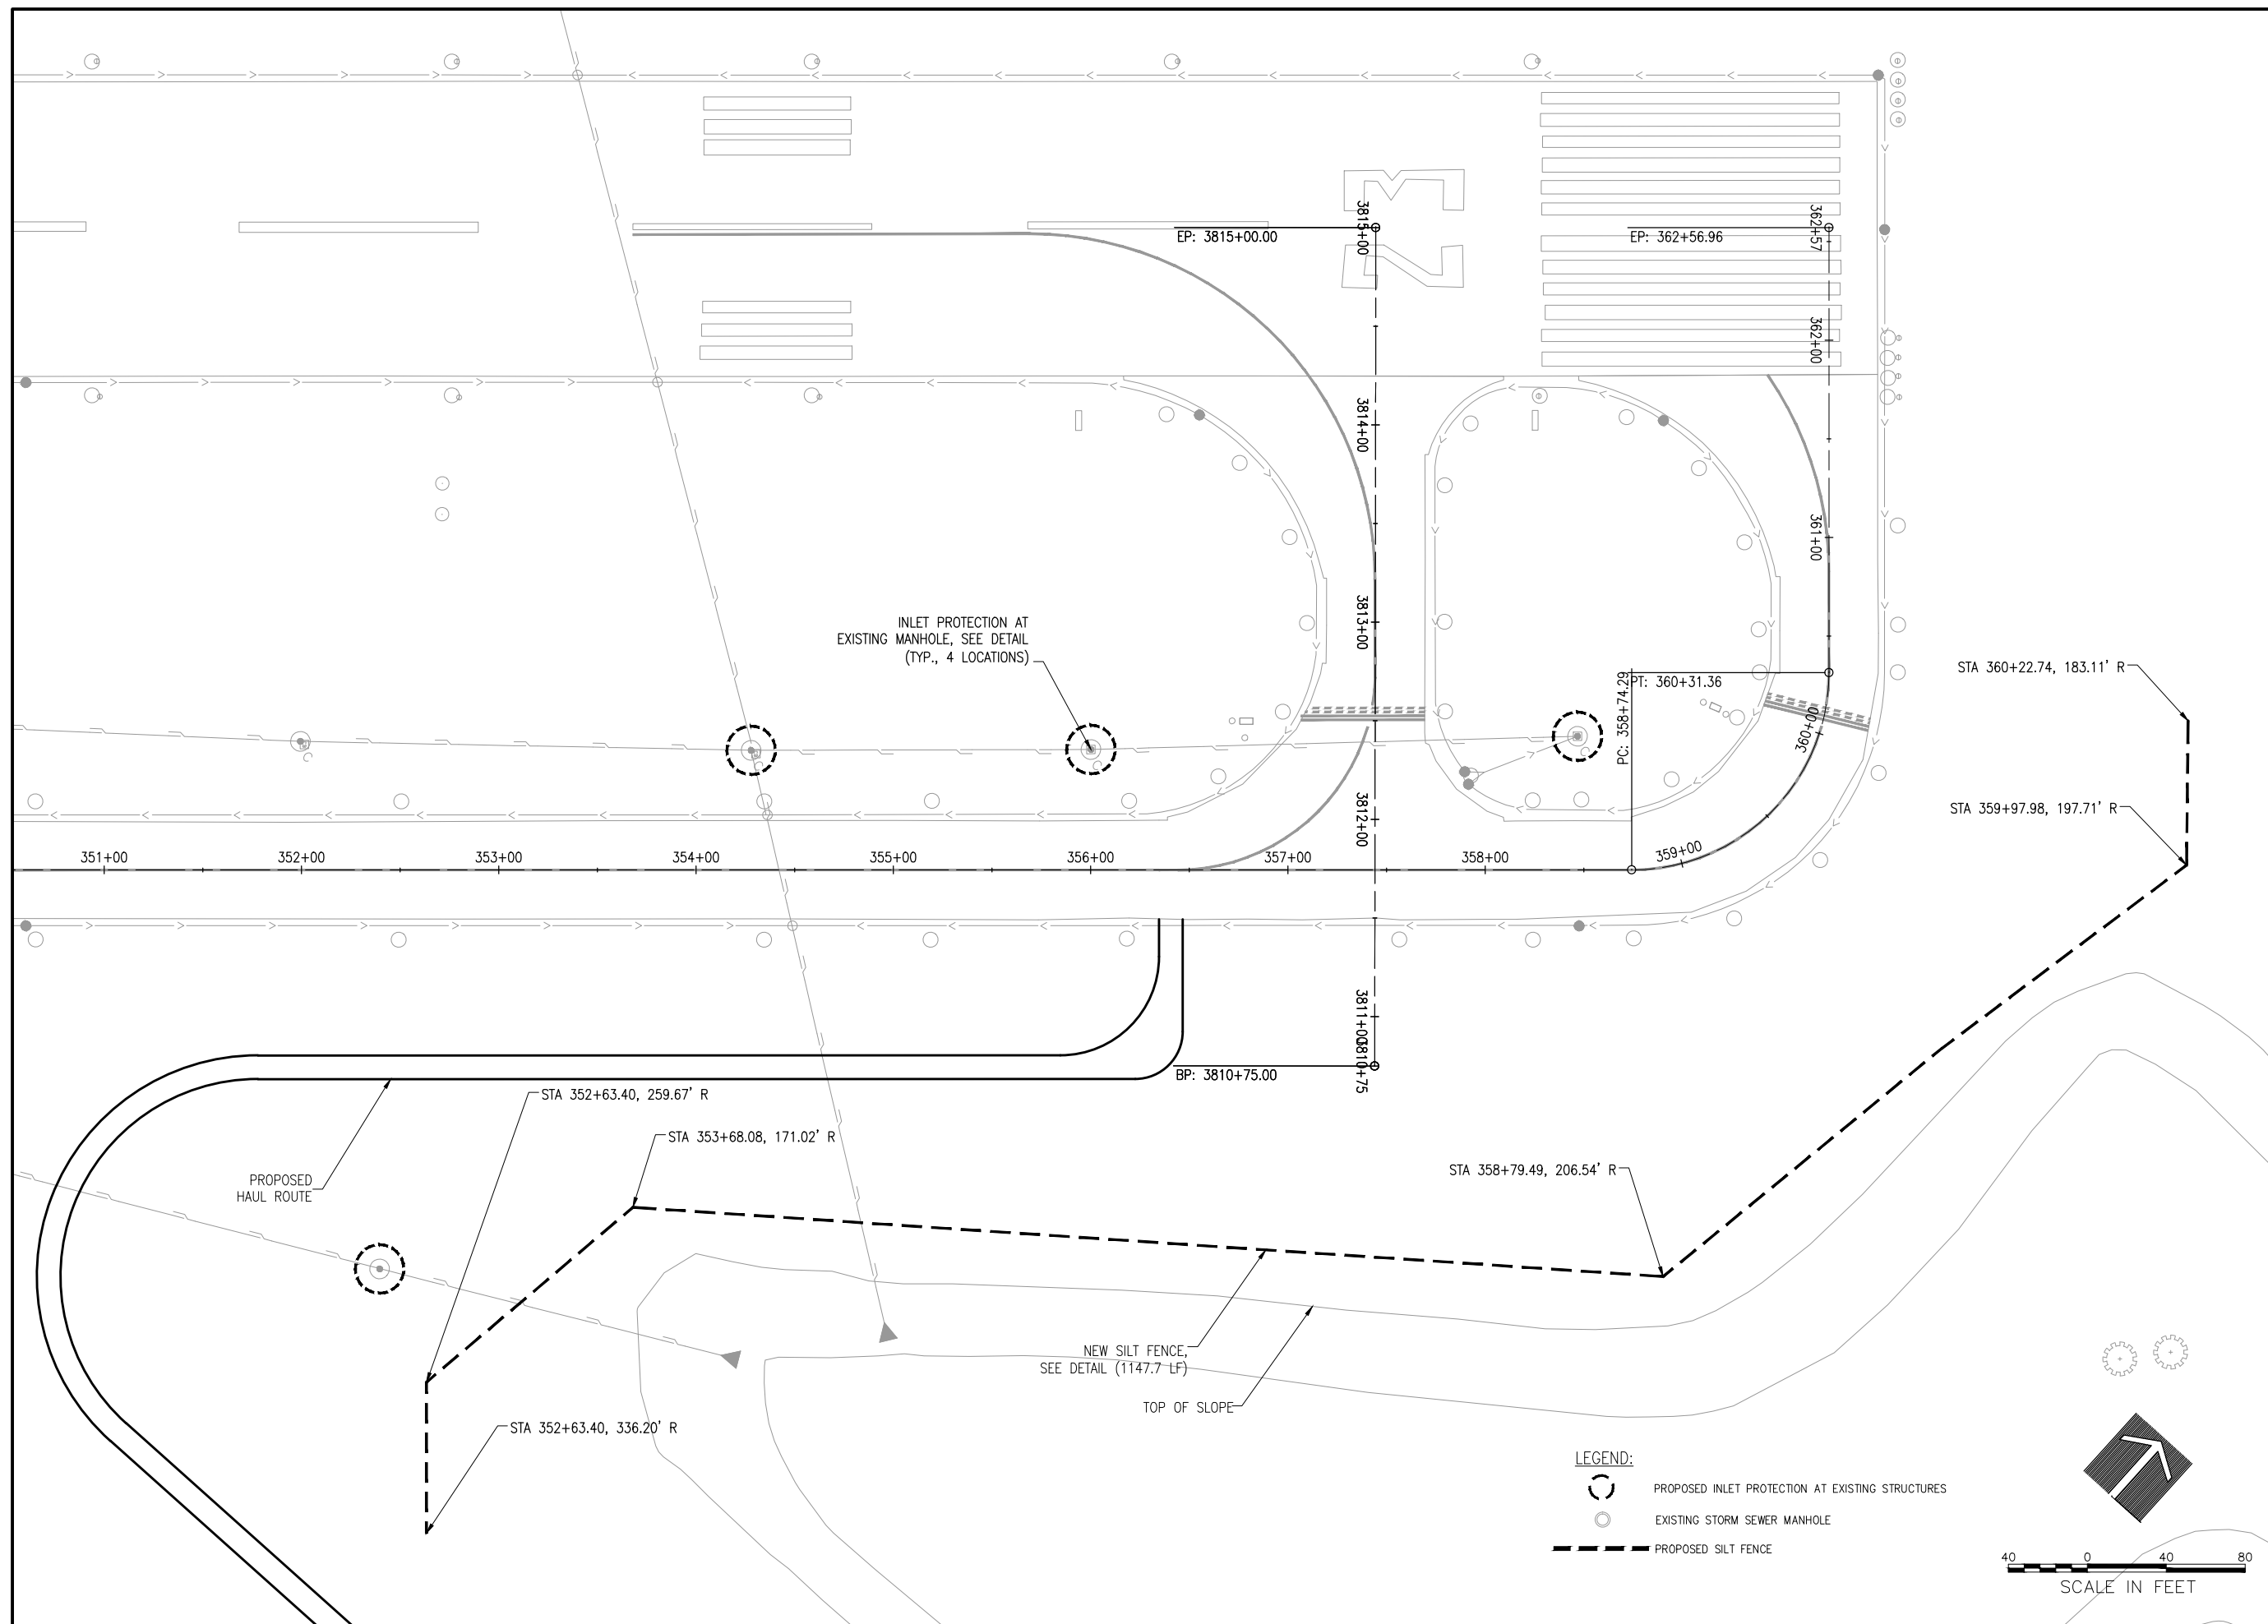 3815+00
EP: 3815+00.00
362+57
EP: 362+56.96
362+00
3814+00
361+00
3813+00
INLET PROTECTION AT
EXISTING MANHOLE, SEE DETAIL
(TYP., 4 LOCATIONS)
STA 360+22.74, 183.11' R
PT: 360+31.36
PC: 358+74.29
360+00
STA 359+97.98, 197.71' R
3812+00
351+00
352+00
353+00
354+00
355+00
356+00
357+00
358+00
359+00
3811+00
3810+75
BP: 3810+75.00
STA 352+63.40, 259.67' R
STA 353+68.08, 171.02' R
PROPOSED
HAUL ROUTE
STA 358+79.49, 206.54' R
NEW SILT FENCE,
SEE DETAIL (1147.7 LF)
TOP OF SLOPE
STA 352+63.40, 336.20' R
LEGEND:
PROPOSED INLET PROTECTION AT EXISTING STRUCTURES
EXISTING STORM SEWER MANHOLE
PROPOSED SILT FENCE
40 0 40 80
SCALE IN FEET